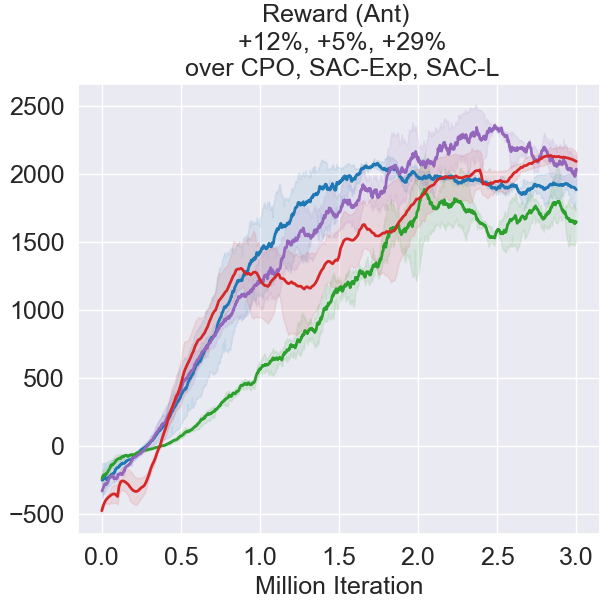 Reward (Ant)
+12%, +5%, +29%
over CPO, SAC-Exp, SAC-L
2500
2000
1500
1000
500
0
−500
0.0 0.5 1.0 1.5 2.0 2.5 3.0
Million Iteration